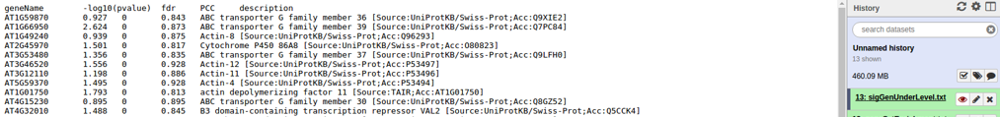 geneName -log10(pvalue) fdr PCC description
AT1G59870 0.927 0 0.843 ABC transporter G family member 36 [Source:UniProtKB/Swiss-Prot;Acc:Q9XIE2]
AT1G66950 2.624 0 0.873 ABC transporter G family member 39 [Source:UniProtKB/Swiss-Prot;Acc:Q7PC84]
AT1G49240 0.939 0 0.875 Actin-8 [Source:UniProtKB/Swiss-Prot;Acc:Q96293]
AT2G45970 1.501 0 0.817 Cytochrome P450 86A8 [Source:UniProtKB/Swiss-Prot;Acc:O80823]
AT3G53480 1.356 0 0.835 ABC transporter G family member 37 [Source:UniProtKB/Swiss-Prot;Acc:Q9LFH0]
AT3G46520 1.556 0 0.928 Actin-12 [Source:UniProtKB/Swiss-Prot;Acc:P53497]
AT3G12110 1.198 0 0.886 Actin-11 [Source:UniProtKB/Swiss-Prot;Acc:P53496]
AT5G59370 1.495 0 0.928 Actin-4 [Source:UniProtKB/Swiss-Prot;Acc:P53494]
AT1G01750 1.793 0 0.813 actin depolymerizing factor 11 [Source:TAIR;Acc:AT1G01750]
AT4G15230 0.895 0 0.895 ABC transporter G family member 30 [Source:UniProtKB/Swiss-Prot;Acc:Q8GZ52]
AT4G32010 1.488 0 0.845 B3 domain-containing transcription repressor VAL2 [Source:UniProtKB/Swiss-Prot;Acc:Q5CCK4]
History
search datasets
Unnamed history
13 shown
460.09 MB
13: sigGenUnderLevel.txt